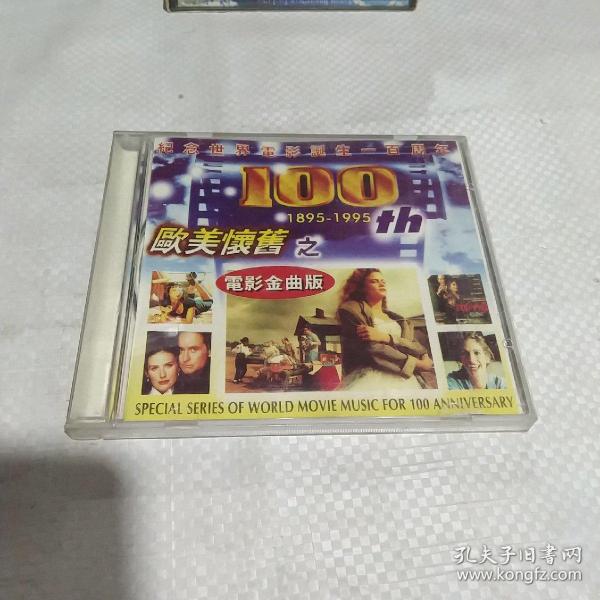 紀念世界電影誕生一百周年
100th
1895-1995
歐美懷舊之
電影金曲版
SPECIAL SERIES OF WORLD MOVIE MUSIC FOR 100 ANNIVERSARY
孔夫子旧书网
www.kongfz.com